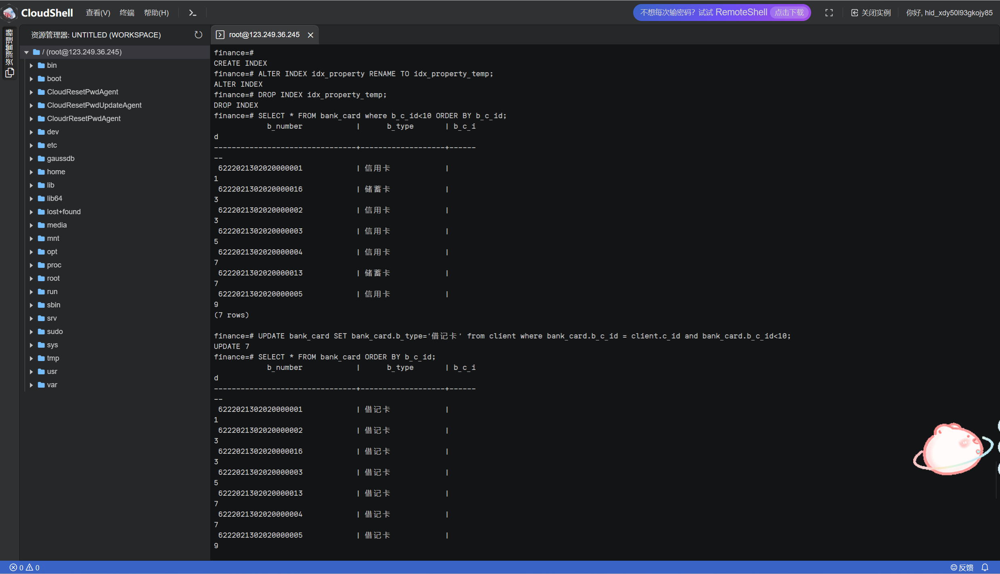 CloudShell 查看(V) 终端 帮助(H) 不想每次输密码？试试 RemoteShell 点击下载 关闭实例 你好, hid_xdy50l93gkojy85
资源管理器
资源管理器: UNTITLED (WORKSPACE)
/ (root@123.249.36.245)
bin
boot
CloudResetPwdAgent
CloudResetPwdUpdateAgent
CloudrResetPwdAgent
dev
etc
gaussdb
home
lib
lib64
lost+found
media
mnt
opt
proc
root
run
sbin
srv
sudo
sys
tmp
usr
var
root@123.249.36.245
finance=#
CREATE INDEX
finance=# ALTER INDEX idx_property RENAME TO idx_property_temp;
ALTER INDEX
finance=# DROP INDEX idx_property_temp;
DROP INDEX
finance=# SELECT * FROM bank_card where b_c_id<10 ORDER BY b_c_id;
b_number | b_type | b_c_i
d
--------------------------------+-------------------+------
--
6222021302020000001 | 信用卡 |
1
6222021302020000016 | 储蓄卡 |
3
6222021302020000002 | 信用卡 |
3
6222021302020000003 | 信用卡 |
5
6222021302020000004 | 信用卡 |
7
6222021302020000013 | 储蓄卡 |
7
6222021302020000005 | 信用卡 |
9
(7 rows)
finance=# UPDATE bank_card SET bank_card.b_type='借记卡' from client where bank_card.b_c_id = client.c_id and bank_card.b_c_id<10;
UPDATE 7
finance=# SELECT * FROM bank_card ORDER BY b_c_id;
b_number | b_type | b_c_i
d
--------------------------------+-------------------+------
--
6222021302020000001 | 借记卡 |
1
6222021302020000002 | 借记卡 |
3
6222021302020000016 | 借记卡 |
3
6222021302020000003 | 借记卡 |
5
6222021302020000013 | 借记卡 |
7
6222021302020000004 | 借记卡 |
7
6222021302020000005 | 借记卡 |
9
0 0 反馈